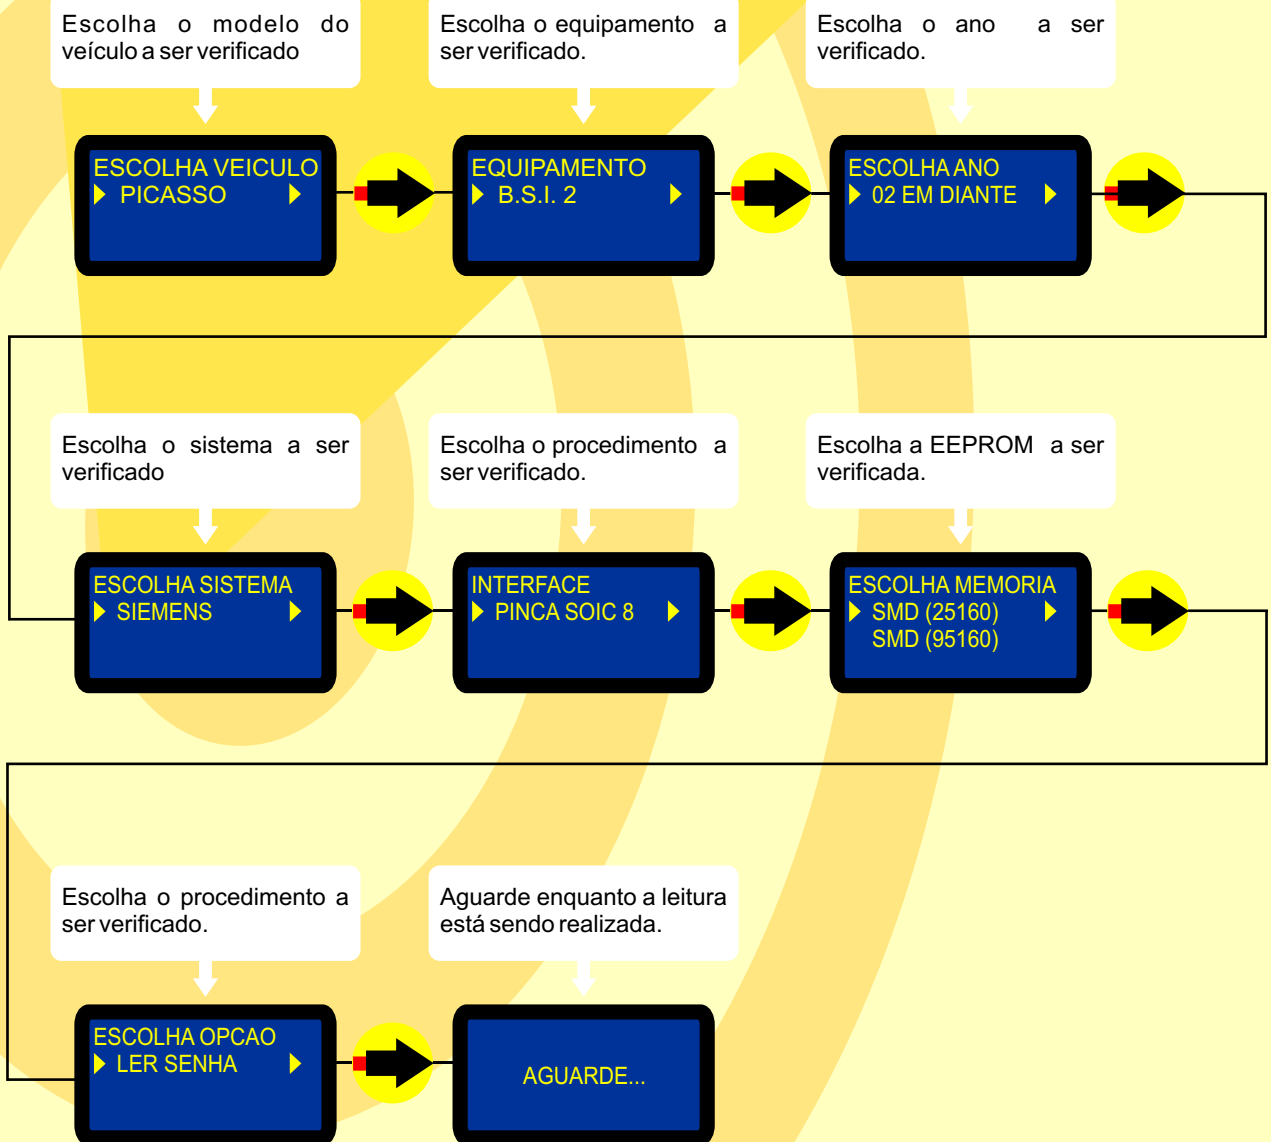 Escolha o modelo do
veículo a ser verificado
Escolha o equipamento a
ser verificado.
Escolha o ano a ser
verificado.
ESCOLHA VEICULO
PICASSO
EQUIPAMENTO
B.S.I. 2
ESCOLHA ANO
02 EM DIANTE
Escolha o sistema a ser
verificado
Escolha o procedimento a
ser verificado.
Escolha a EEPROM a ser
verificada.
ESCOLHA SISTEMA
SIEMENS
INTERFACE
PINCA SOIC 8
ESCOLHA MEMORIA
SMD (25160)
SMD (95160)
Escolha o procedimento a
ser verificado.
Aguarde enquanto a leitura
está sendo realizada.
ESCOLHA OPCAO
LER SENHA
AGUARDE...